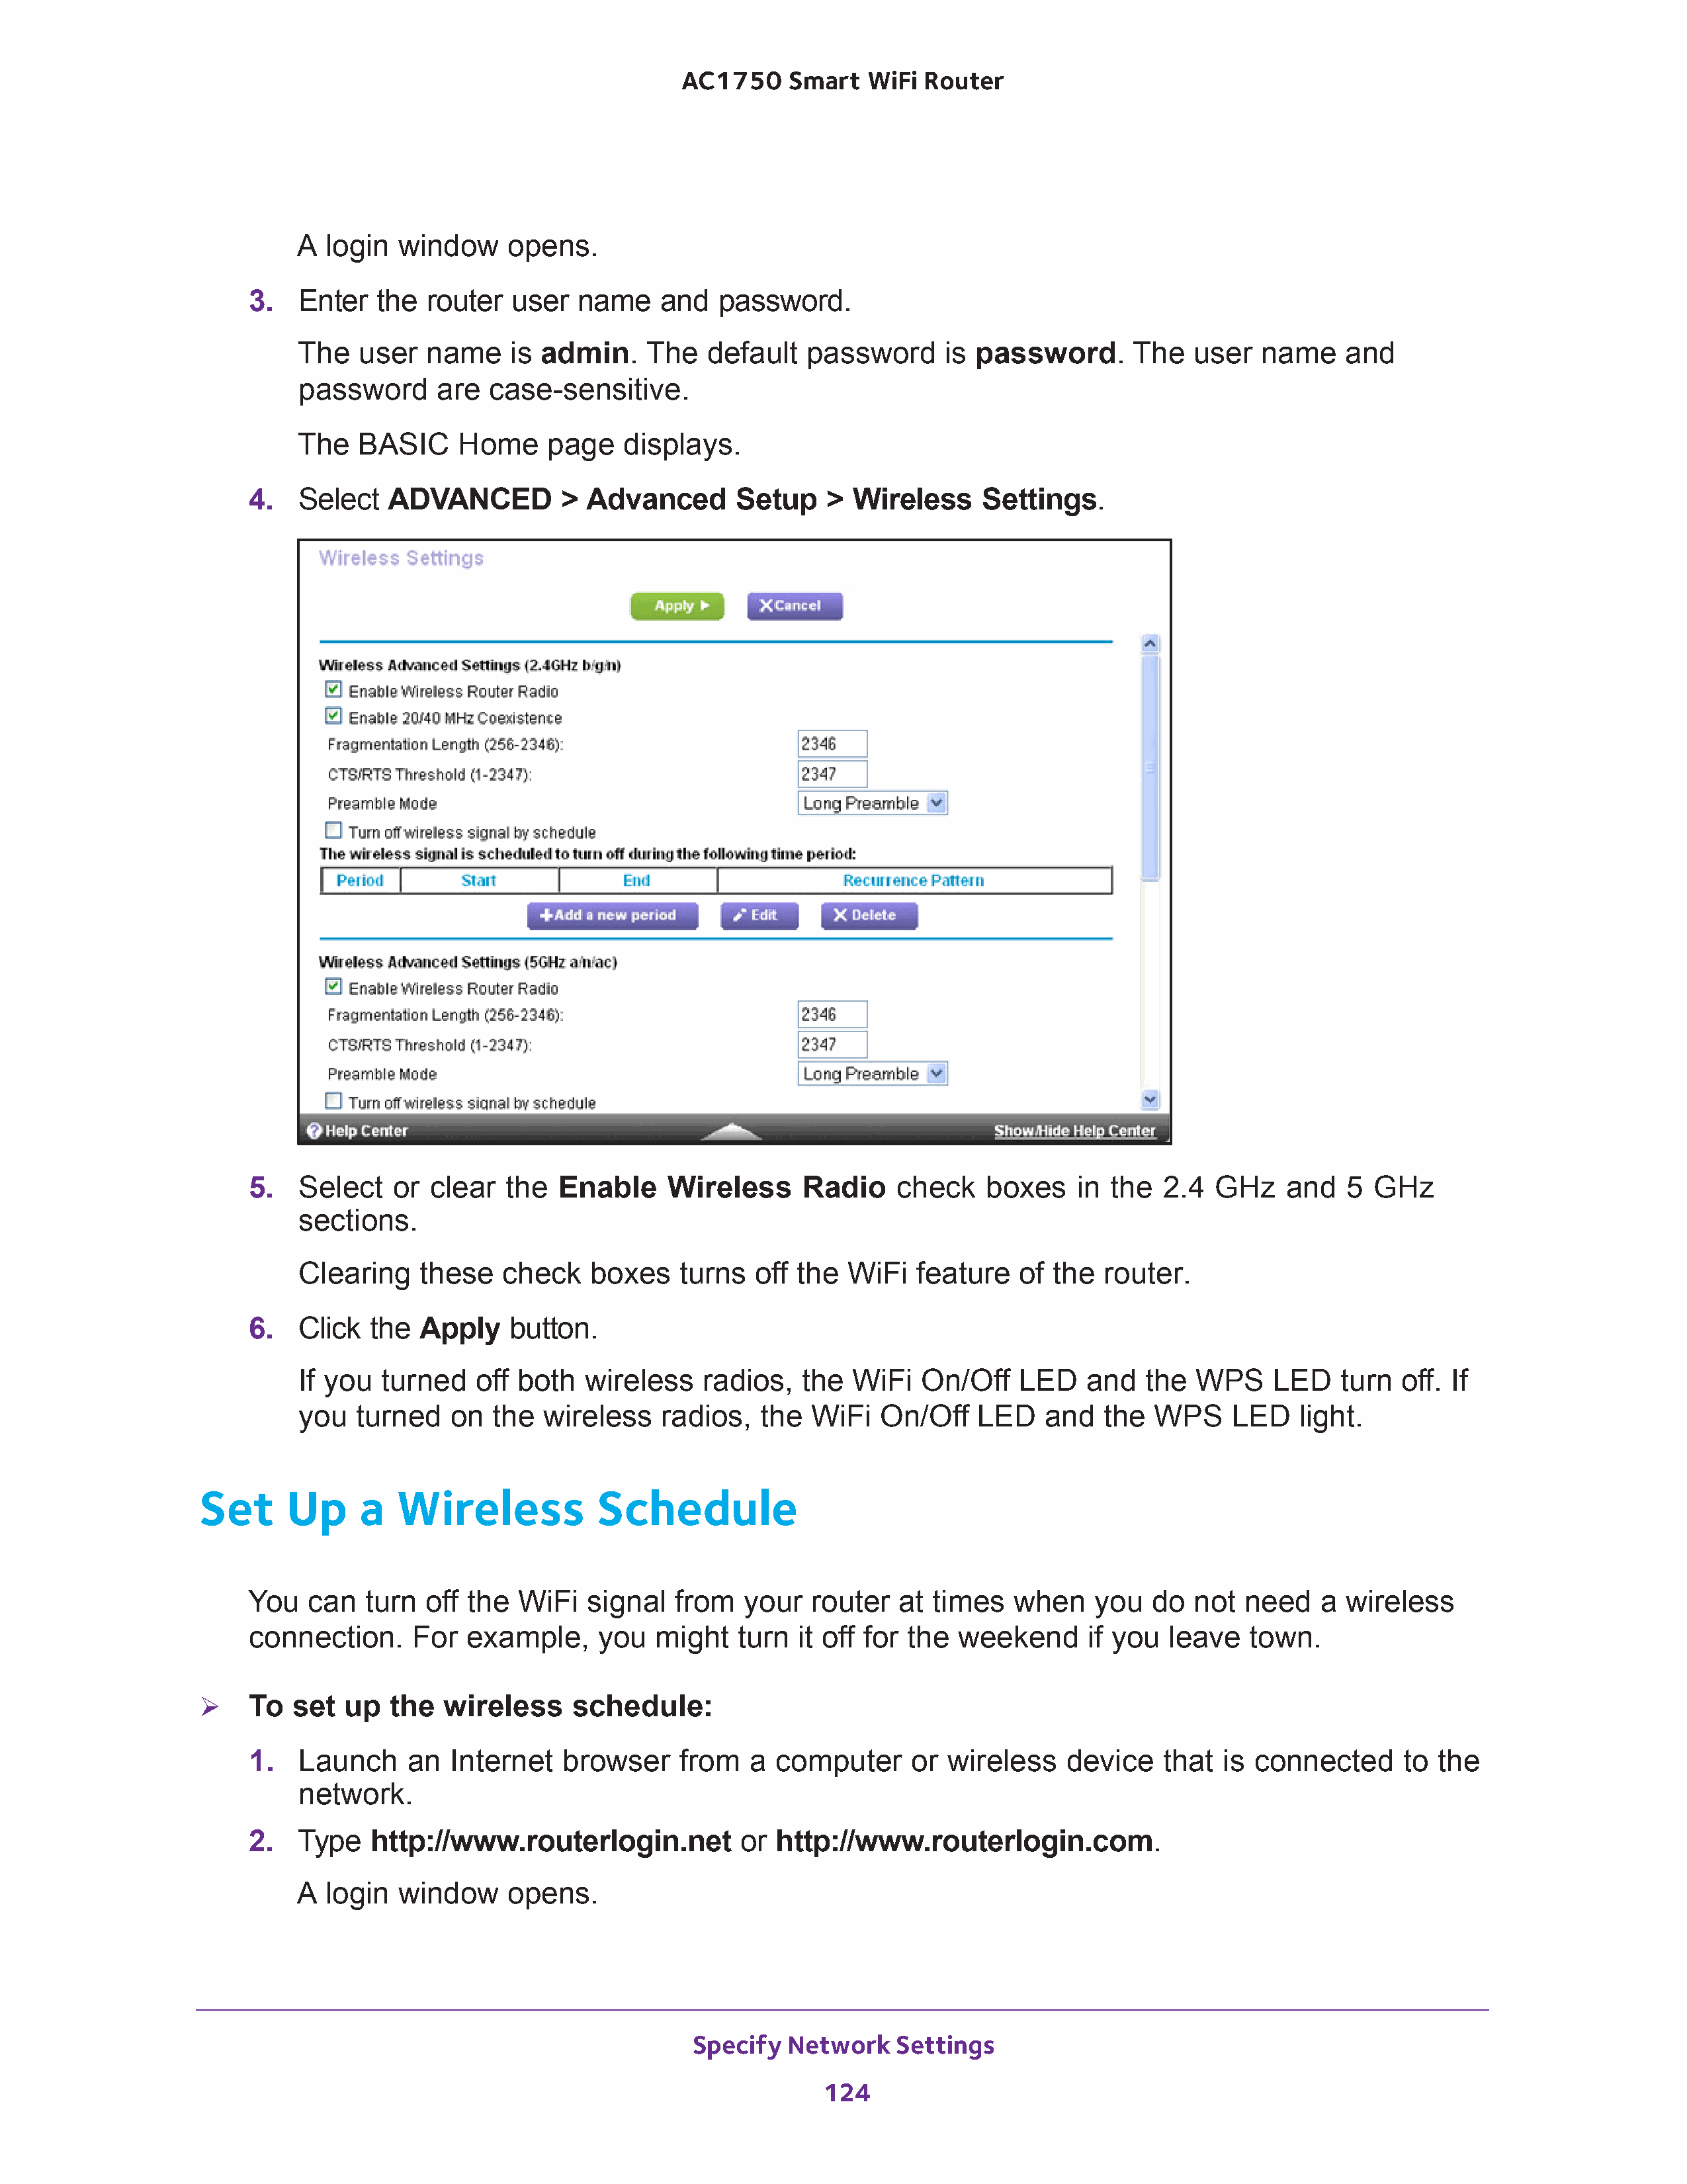 AC1750 Smart WiFi Router
A login window opens.
3. Enter the router user name and password.
The user name is admin. The default password is password. The user name and
password are case-sensitive.
The BASIC Home page displays.
4. Select ADVANCED > Advanced Setup > Wireless Settings.
Wireless Settings
Apply XCancel
Wireless Advanced Settings (2.4GHz b/g/n)
Enable Wireless Router Radio
Enable 20/40 MHz Coexistence
Fragmentation Length (256-2346): 2346
CTS/RTS Threshold (1-2347): 2347
Preamble Mode Long Preamble
Turn off wireless signal by schedule
The wireless signal is scheduled to turn off during the following time period:
Period Start End Recurrence Pattern
+Add a new period Edit X Delete
Wireless Advanced Settings (5GHz a/n/ac)
Enable Wireless Router Radio
Fragmentation Length (256-2346): 2346
CTS/RTS Threshold (1-2347): 2347
Preamble Mode Long Preamble
Turn off wireless signal by schedule
? Help Center Show/Hide Help Center
5. Select or clear the Enable Wireless Radio check boxes in the 2.4 GHz and 5 GHz
sections.
Clearing these check boxes turns off the WiFi feature of the router.
6. Click the Apply button.
If you turned off both wireless radios, the WiFi On/Off LED and the WPS LED turn off. If
you turned on the wireless radios, the WiFi On/Off LED and the WPS LED light.
Set Up a Wireless Schedule
You can turn off the WiFi signal from your router at times when you do not need a wireless
connection. For example, you might turn it off for the weekend if you leave town.
➢ To set up the wireless schedule:
1. Launch an Internet browser from a computer or wireless device that is connected to the
network.
2. Type http://www.routerlogin.net or http://www.routerlogin.com.
A login window opens.
Specify Network Settings
124